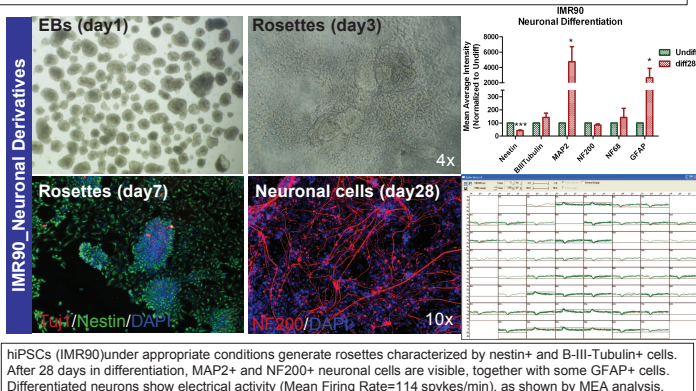 IMR90_Neuronal Derivatives
EBs (day1)
Rosettes (day3)
4x
Rosettes (day7)
Tuj1/Nestin/DAPI
Neuronal cells (day28)
NF200/DAPI
10x
IMR90
Neuronal Differentiation
Mean Average Intensity
(Normalized to Undiff)
8000
6000
4000
2000
300
200
100
0
***
*
*
Nestin
BIIITubulin
MAP2
NF200
NF68
GFAP
Undiff
diff28
hiPSCs (IMR90)under appropriate conditions generate rosettes characterized by nestin+ and B-III-Tubulin+ cells.
After 28 days in differentiation, MAP2+ and NF200+ neuronal cells are visible, together with some GFAP+ cells.
Differentiated neurons show electrical activity (Mean Firing Rate=114 spykes/min), as shown by MEA analysis.